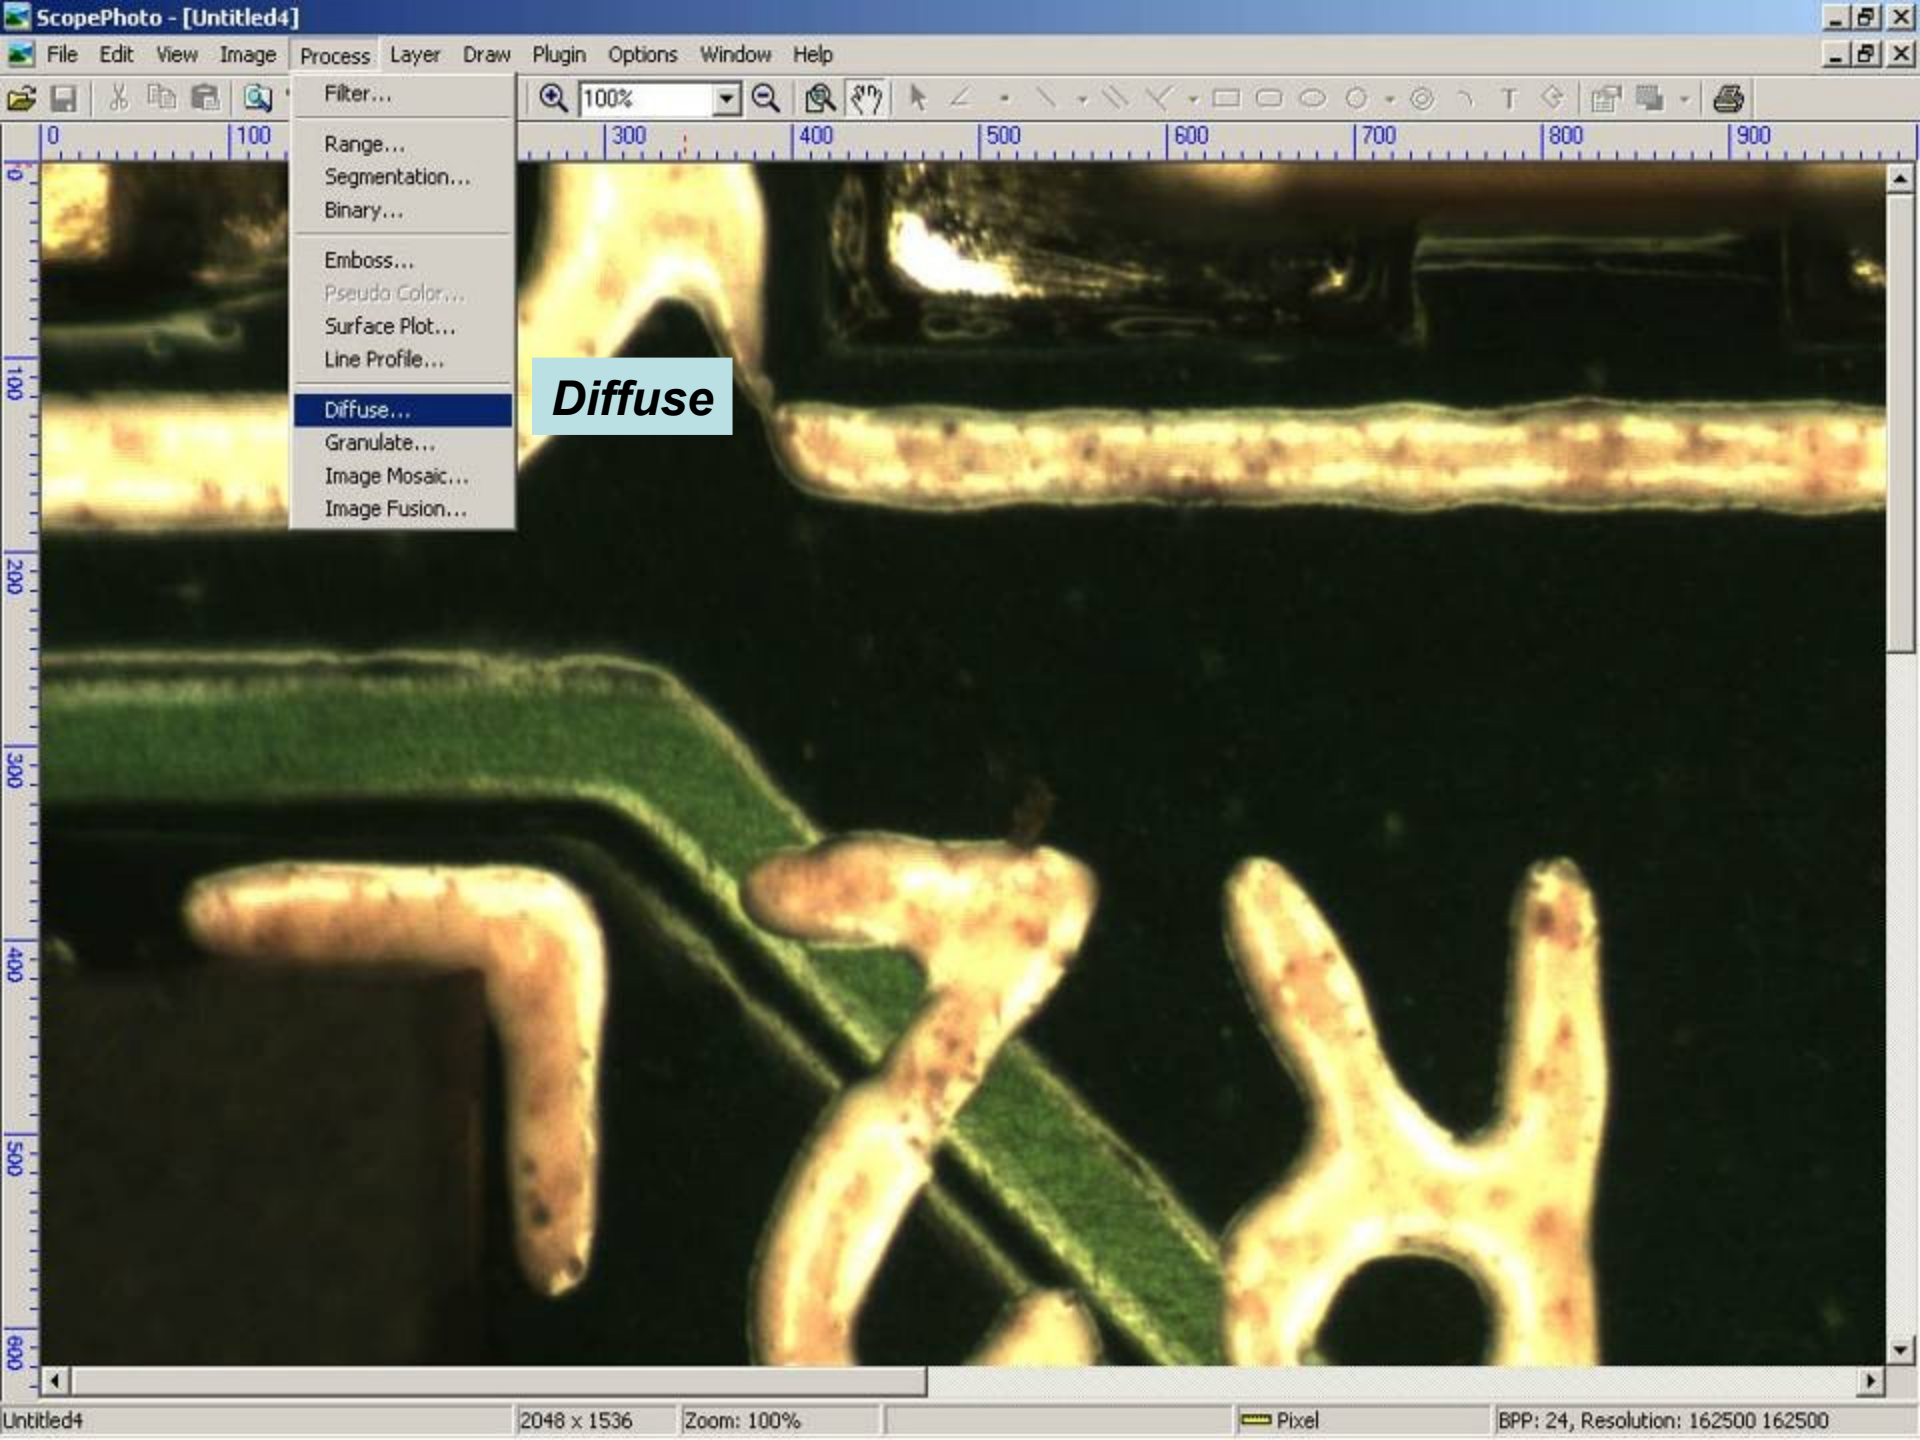 ScopePhoto - [Untitled4]
File Edit View Image Process Layer Draw Plugin Options Window Help
100%
0 100 300 400 500 600 700 800 900
Filter...
Range...
Segmentation...
Binary...
Emboss...
Pseudo Color...
Surface Plot...
Line Profile...
Diffuse...
Granulate...
Image Mosaic...
Image Fusion...
Diffuse
0
100
200
300
400
500
600
Untitled4 2048 x 1536 Zoom: 100% Pixel BPP: 24, Resolution: 162500 162500